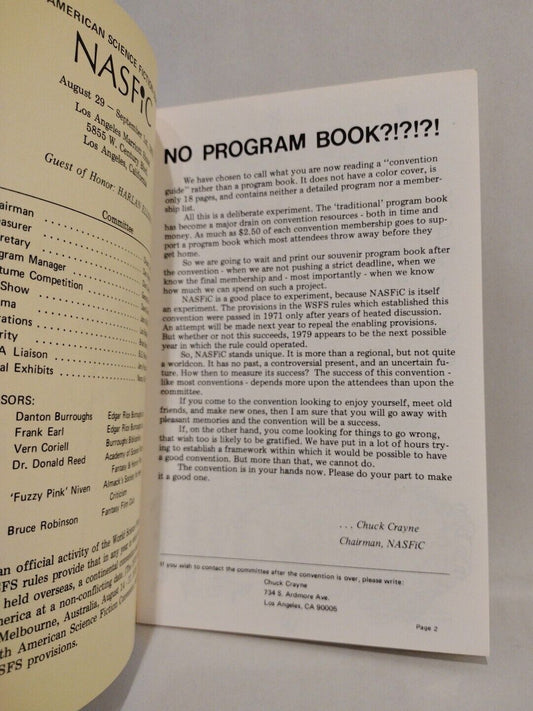 AMERICAN SCIENCE FICTION
NASFiC
August 29 – September
Los Angeles Marriott
5855 W. Century Blvd
Los Angeles, California
Guest of Honor: HARLAN
Committee
airman
easurer
cretary
gram Manager
tume Competition
Show
ma
rations
rity
A Liaison
al Exhibits
SORS:
Danton Burroughs Edgar Rice Burroughs
Frank Earl Edgar Rice
Vern Coriell Burroughs
Dr. Donald Reed Academy of Science
Fantasy &
'Fuzzy Pink' Niven Almack's Society
Criticism
Bruce Robinson Fantasy Film Club
an official activity of the World
SFS rules provide that in any year
held overseas, a continental
merica at a non-conflicting date. The
Melbourne, Australia, August 14
th American Science Fiction
SFS provisions.
NO PROGRAM BOOK?!?!?!
We have chosen to call what you are now reading a "convention
guide" rather than a program book. It does not have a color cover, is
only 18 pages, and contains neither a detailed program nor a member-
ship list.
All this is a deliberate experiment. The 'traditional' program book
has become a major drain on convention resources - both in time and
money. As much as $2.50 of each convention membership goes to sup-
port a program book which most attendees throw away before they
get home.
So we are going to wait and print our souvenir program book after
the convention - when we are not pushing a strict deadline, when we
know the final membership and - most importantly - when we know
how much we can spend on such a project.
NASFiC is a good place to experiment, because NASFiC is itself
an experiment. The provisions in the WSFS rules which established this
convention were passed in 1971 only after years of heated discussion.
An attempt will be made next year to repeal the enabling provisions.
But whether or not this succeeds, 1979 appears to be the next possible
year in which the rule could operated.
So, NASFiC stands unique. It is more than a regional, but not quite
a worldcon. It has no past, a controversial present, and an uncertain fu-
ture. How then to measure its success? The success of this convention -
like most conventions - depends more upon the attendees than upon the
committee.
If you come to the convention looking to enjoy yourself, meet old
friends, and make new ones, then I am sure that you will go away with
pleasant memories and the convention will be a success.
If, on the other hand, you come looking for things to go wrong,
that wish too is likely to be gratified. We have put in a lot of hours try-
ing to establish a framework within which it would be possible to have
a good convention. But more than that, we cannot do.
The convention is in your hands now. Please do your part to make
it a good one.
. . . Chuck Crayne
Chairman, NASFiC
If you wish to contact the committee after the convention is over, please write:
Chuck Crayne
734 S. Ardmore Ave.
Los Angeles, CA 90005
Page 2